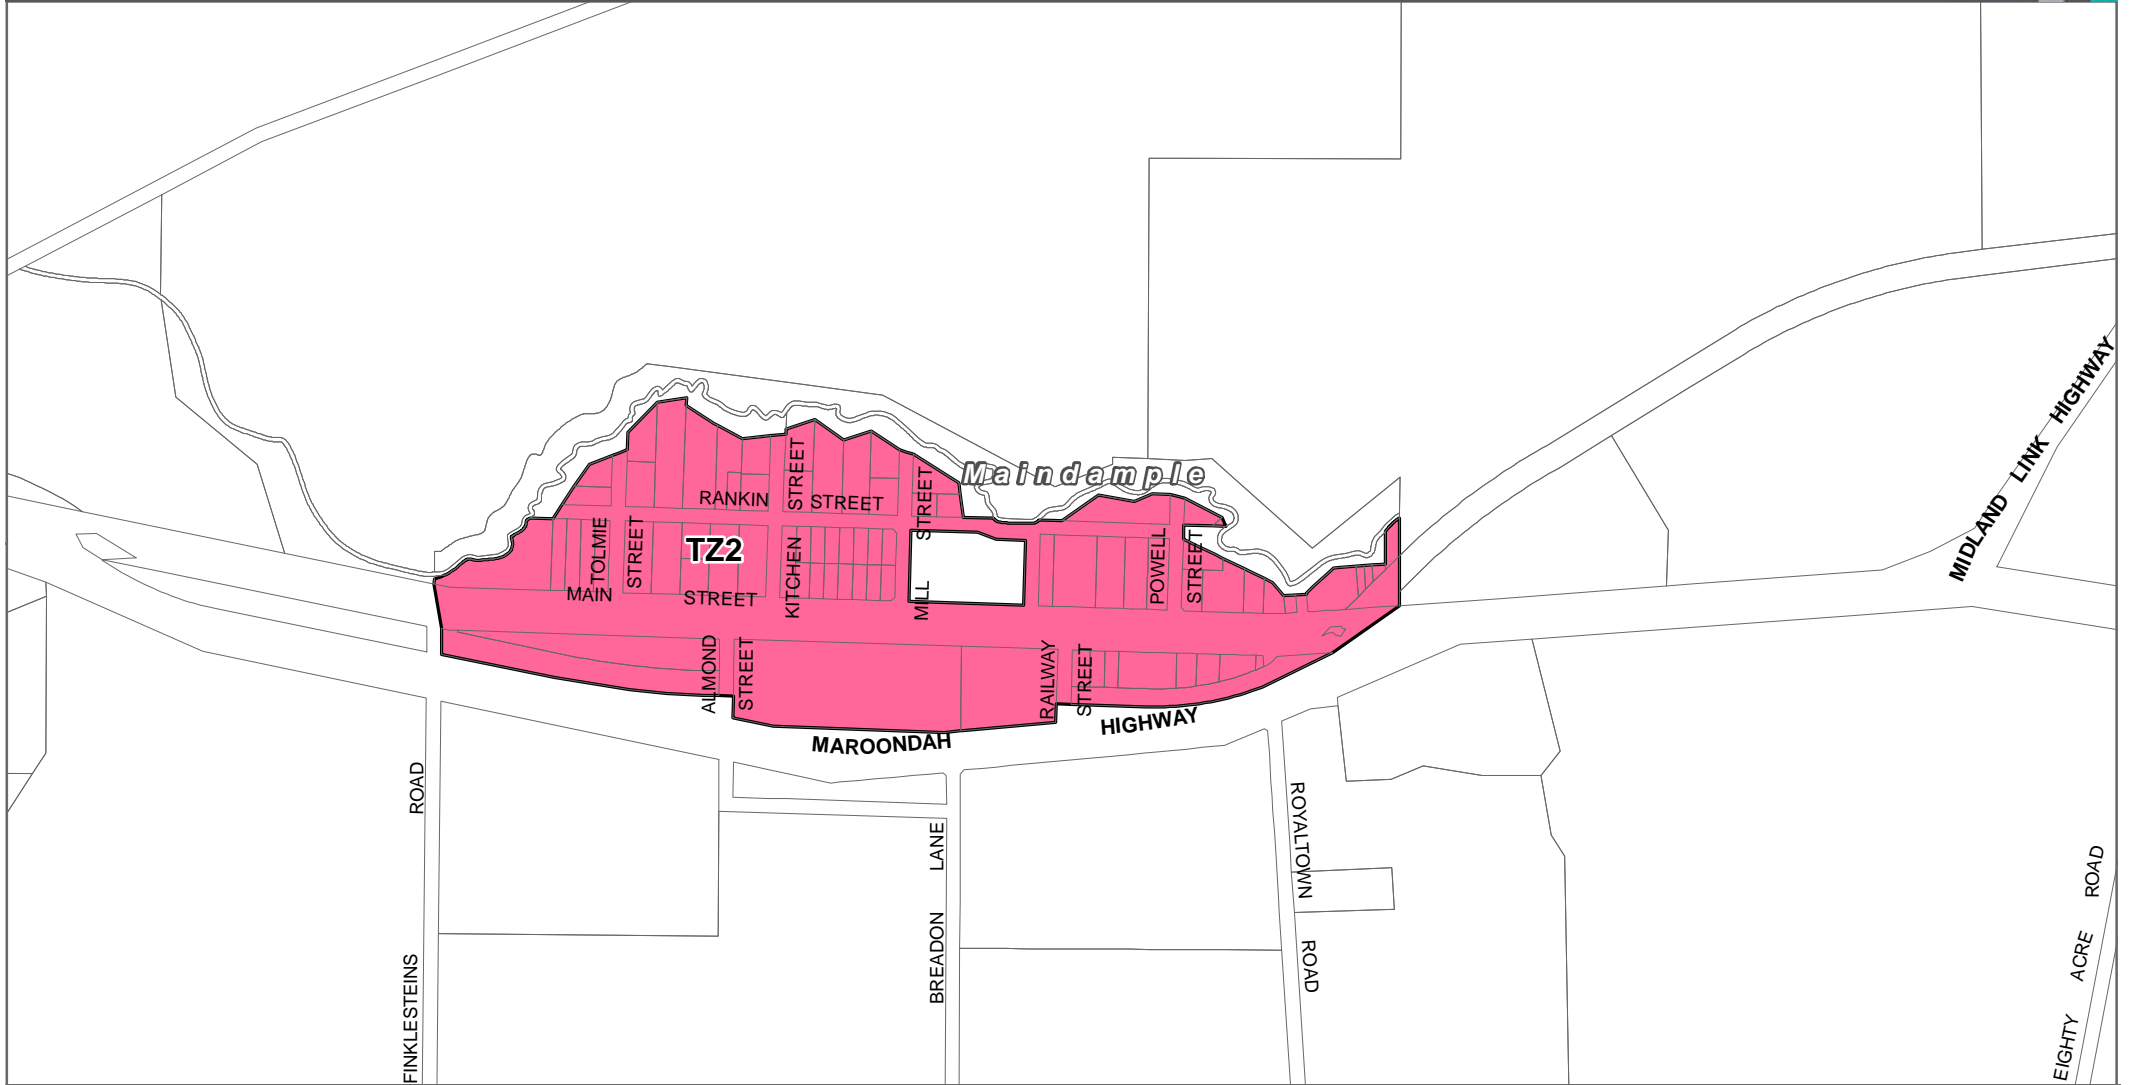 MIDLAND LINK HIGHWAY
Maindample
RANKIN STREET
TZ2
TOLMIE STREET
KITCHEN STREET
MILL STREET
POWELL STREET
MAIN STREET
ALMOND STREET
RAILWAY STREET
MAROONDAH HIGHWAY
FINKLESTEINS ROAD
BREADON LANE
ROYALTOWN ROAD
EIGHTY ACRE ROAD